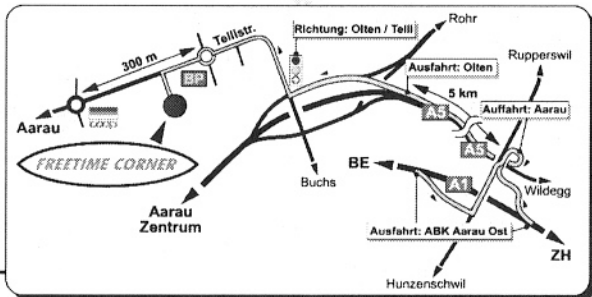 Tellistr.
Richtung: Olten / Telli
Rohr
Rupperswil
300 m
BP
Ausfahrt: Olten
5 km
Auffahrt: Aarau
A5
A5
Aarau
coop
FREETIME CORNER
Buchs
BE
A1
Wildegg
Aarau
Zentrum
Ausfahrt: ABK Aarau Ost
ZH
Hunzenschwil